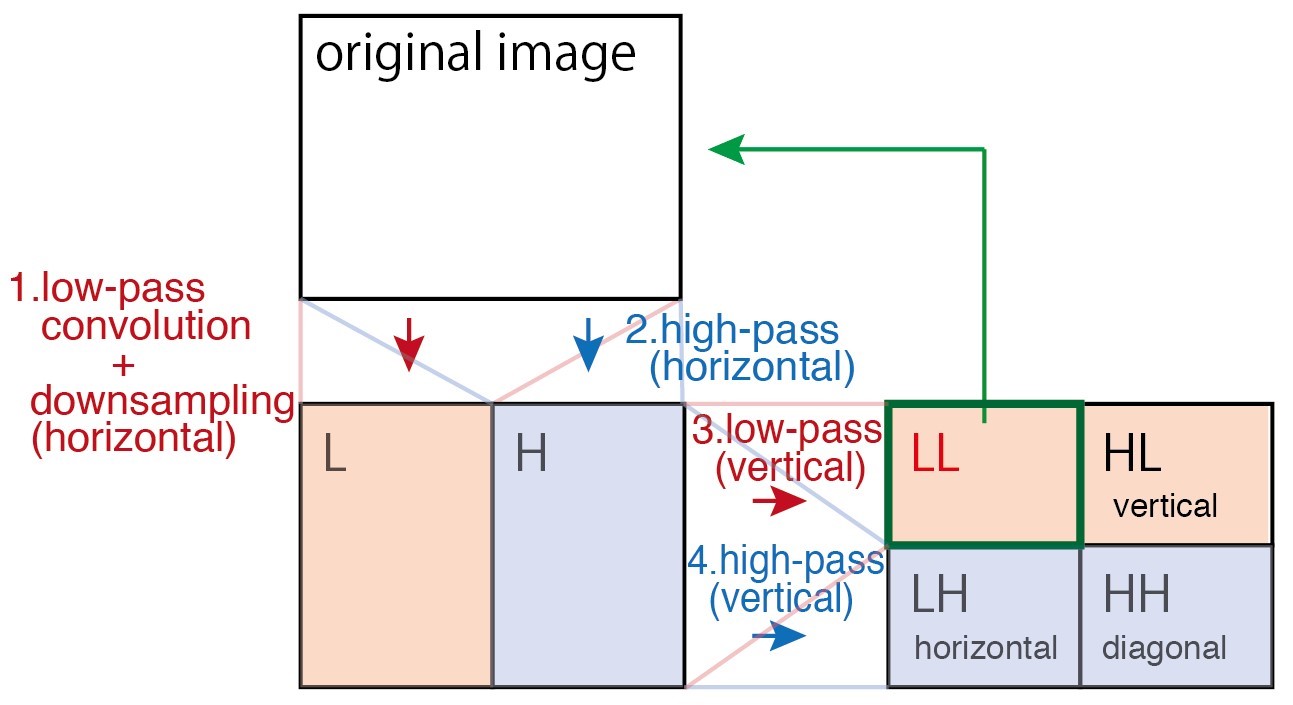 original image
1.low-pass
convolution
+
downsampling
(horizontal)
2.high-pass
(horizontal)
L
H
3.low-pass
(vertical)
4.high-pass
(vertical)
LL
HL
vertical
LH
horizontal
HH
diagonal